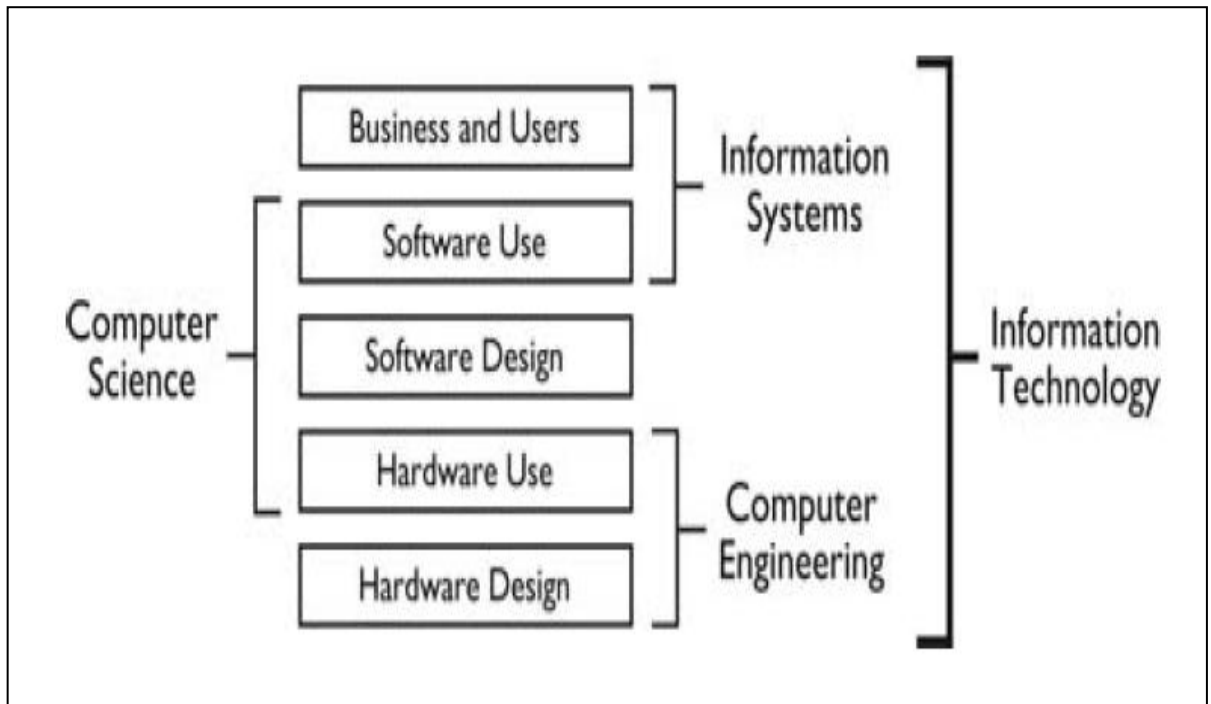 Business and Users
Software Use
Software Design
Hardware Use
Hardware Design
Computer
Science
Information
Systems
Computer
Engineering
Information
Technology